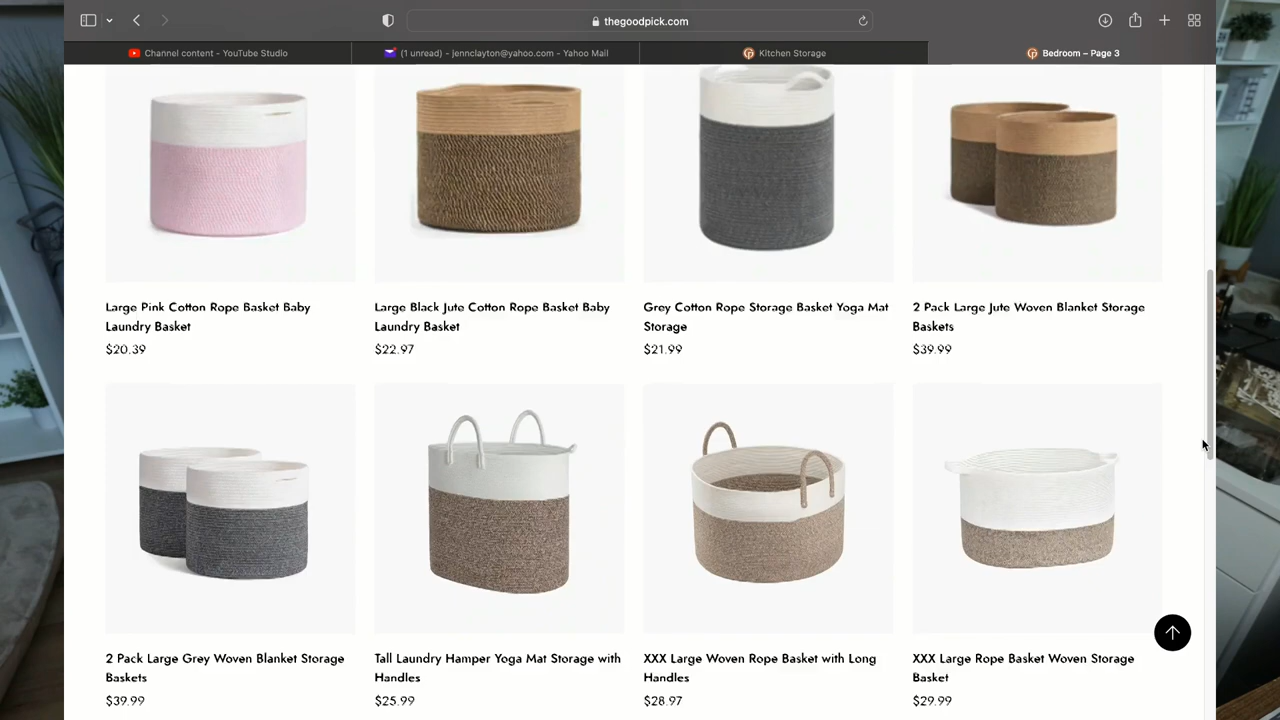 thegoodpick.com
Channel content - YouTube Studio
(1 unread) - jennclayton@yahoo.com - Yahoo Mail
Kitchen Storage
Bedroom – Page 3
Large Pink Cotton Rope Basket Baby
Laundry Basket
$20.39
Large Black Jute Cotton Rope Basket Baby
Laundry Basket
$22.97
Grey Cotton Rope Storage Basket Yoga Mat
Storage
$21.99
2 Pack Large Jute Woven Blanket Storage
Baskets
$39.99
2 Pack Large Grey Woven Blanket Storage
Baskets
$39.99
Tall Laundry Hamper Yoga Mat Storage with
Handles
$25.99
XXX Large Woven Rope Basket with Long
Handles
$28.97
XXX Large Rope Basket Woven Storage
Basket
$29.99